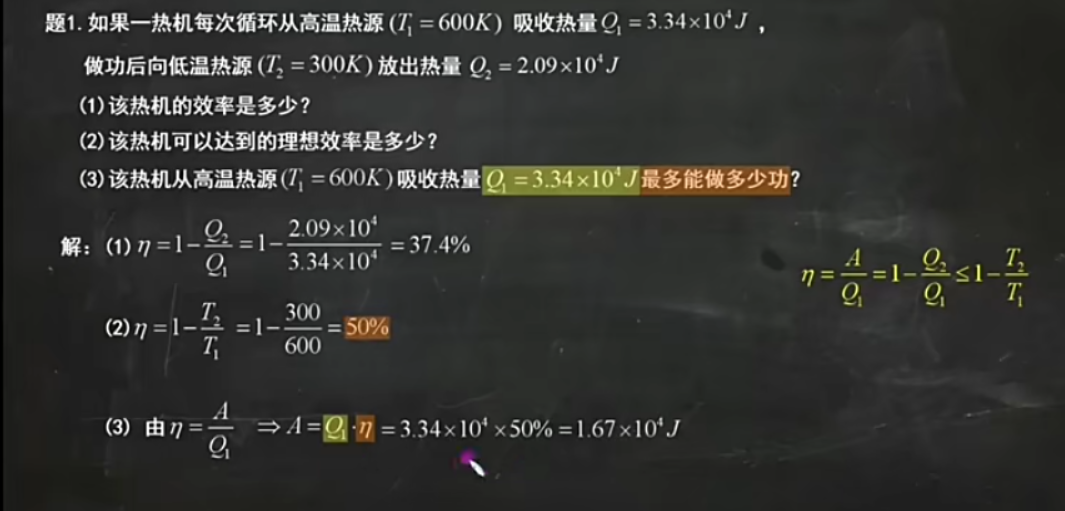 题1. 如果一热机每次循环从高温热源 (T₁ = 600K) 吸收热量 Q₁ = 3.34×10⁴ J ，
做功后向低温热源 (T₂ = 300K) 放出热量 Q₂ = 2.09×10⁴ J
(1) 该热机的效率是多少?
(2) 该热机可以达到的理想效率是多少?
(3) 该热机从高温热源 (T₁ = 600K) 吸收热量 Q₁ = 3.34×10⁴ J 最多能做多少功?
解: (1) η = 1 − Q₂/Q₁ = 1 − (2.09×10⁴)/(3.34×10⁴) = 37.4%
η = A/Q₁ = 1 − Q₂/Q₁ ≤ 1 − T₂/T₁
(2) η = 1 − T₂/T₁ = 1 − 300/600 = 50%
(3) 由 η = A/Q₁ ⇒ A = Q₁ · η = 3.34×10⁴ × 50% = 1.67×10⁴ J